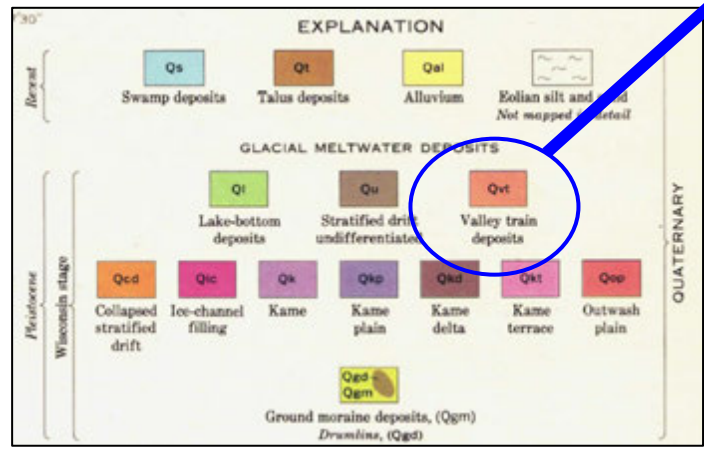 7'30"
EXPLANATION
Qs Qt Qal
Swamp deposits Talus deposits Alluvium Eolian silt and
Not mapped in detail
Recent
GLACIAL MELTWATER DEPOSITS
Ql Qu Qvt
Lake-bottom deposits
Stratified drift undifferentiated
Valley train deposits
Qcd Qic Qk Qkp Qkd Qkt Qop
Collapsed stratified drift
Ice-channel filling
Kame
Kame plain
Kame delta
Kame terrace
Outwash plain
Qgd
Qgm
Ground moraine deposits, (Qgm)
Drumlins, (Qgd)
Pleistocene
Wisconsin stage
QUATERNARY